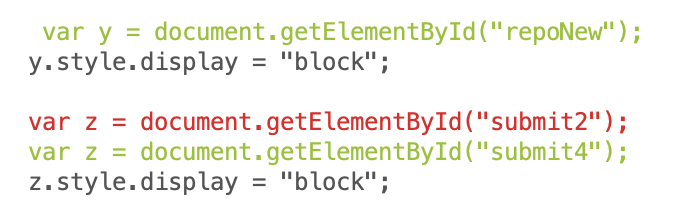 var y = document.getElementById("repoNew");
y.style.display = "block";
var z = document.getElementById("submit2");
var z = document.getElementById("submit4");
z.style.display = "block";